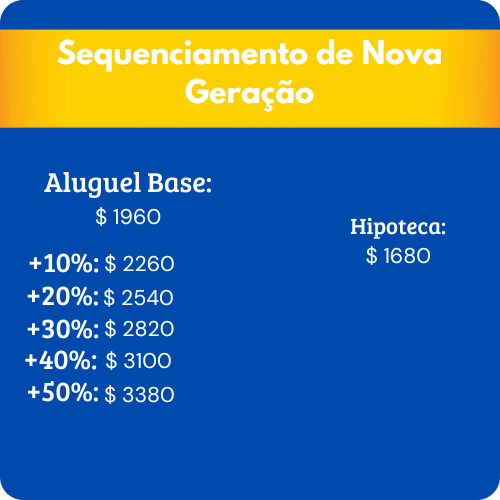 Sequenciamento de Nova
Geração
Aluguel Base:
$ 1960
+10%: $ 2260
+20%: $ 2540
+30%: $ 2820
+40%: $ 3100
+50%: $ 3380
Hipoteca:
$ 1680